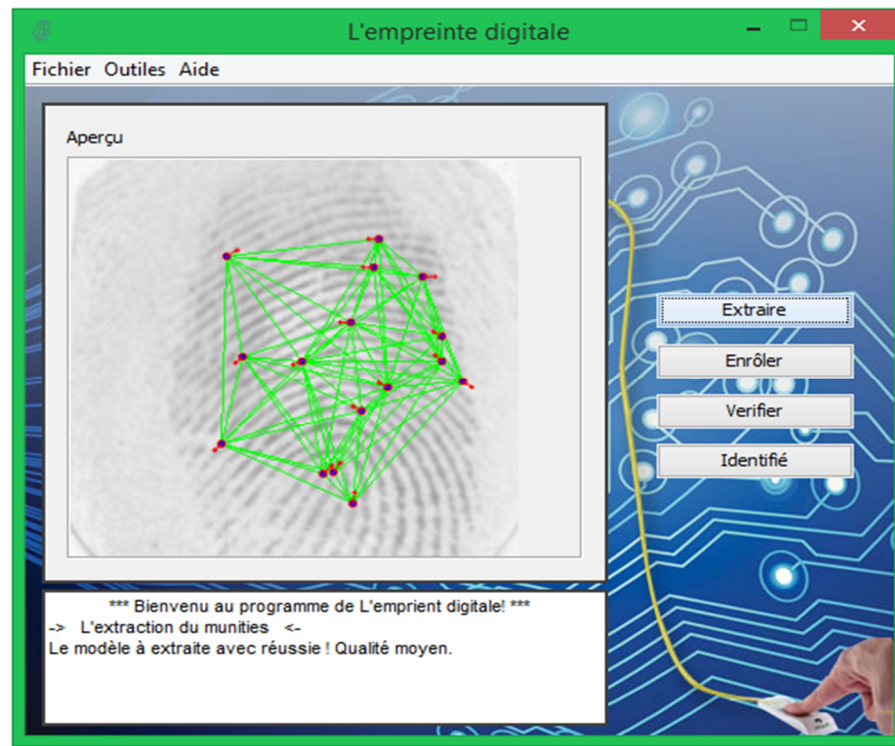 L'empreinte digitale
Fichier Outiles Aide
Aperçu
Extraire
Enrôler
Verifier
Identifié
*** Bienvenu au programme de L'emprient digitale! ***
-> L'extraction du munities <-
Le modèle à extraite avec réussie ! Qualité moyen.